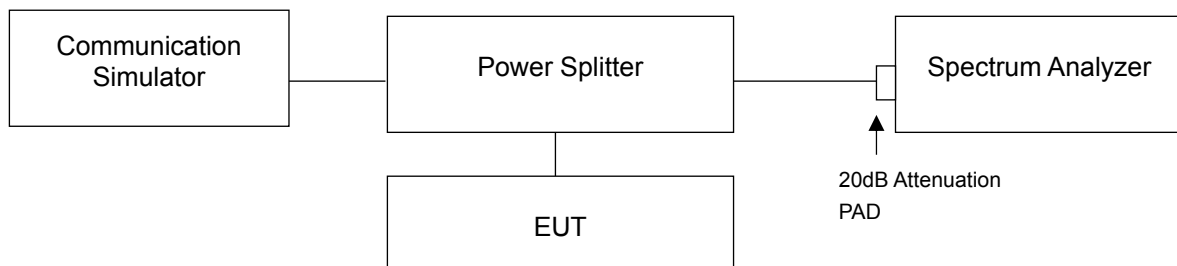 Communication
Simulator
Power Splitter
Spectrum Analyzer
20dB Attenuation
PAD
EUT